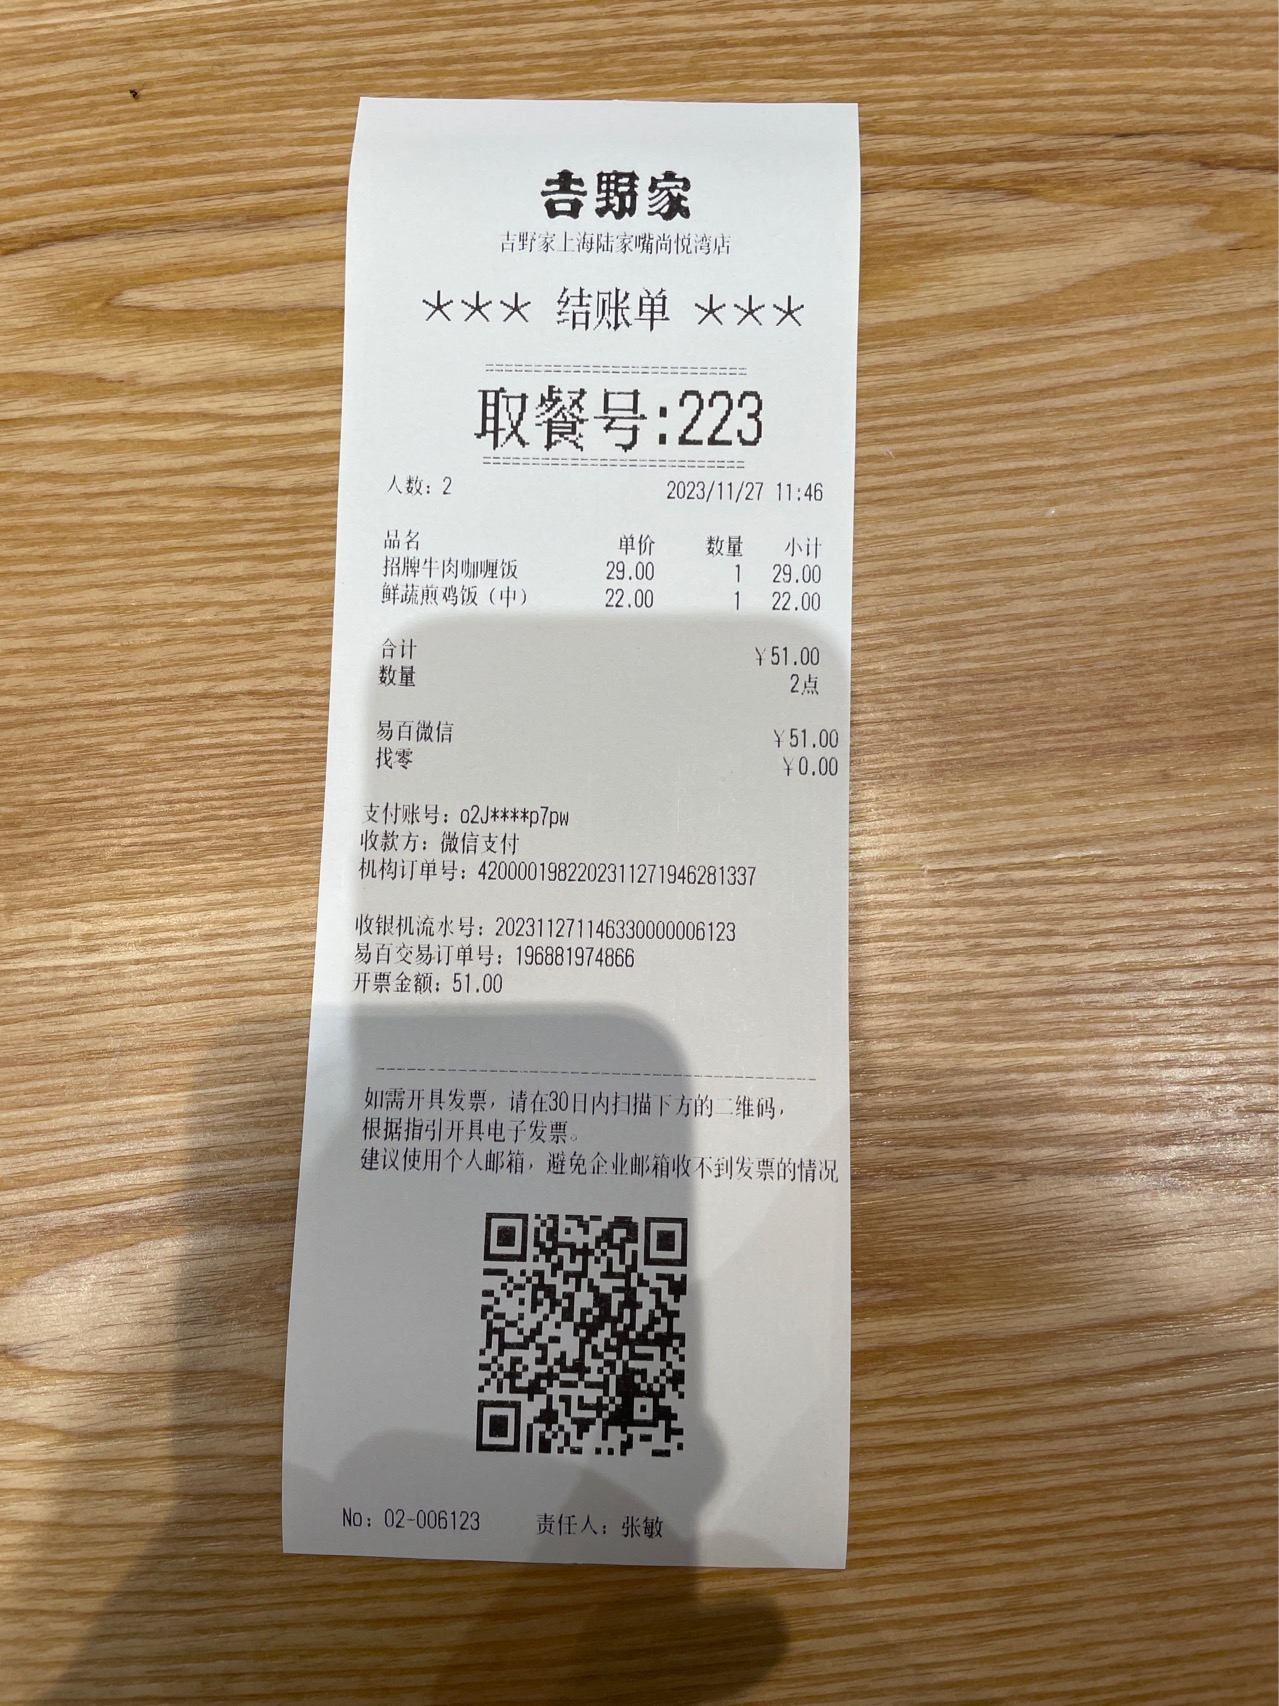 吉野家
吉野家上海陆家嘴尚悦湾店
*** 结账单 ***
取餐号:223
人数: 2 2023/11/27 11:46
品名 单价 数量 小计
招牌牛肉咖喱饭 29.00 1 29.00
鲜蔬煎鸡饭(中) 22.00 1 22.00
合计 ¥51.00
数量 2点
易百微信 ¥51.00
找零 ¥0.00
支付账号: o2J****p7pw
收款方: 微信支付
机构订单号: 4200001982202311271946281337
收银机流水号: 202311271146330000006123
易百交易订单号: 196881974866
开票金额: 51.00
如需开具发票, 请在30日内扫描下方的二维码,
根据指引开具电子发票。
建议使用个人邮箱, 避免企业邮箱收不到发票的情况
No: 02-006123 责任人: 张敏